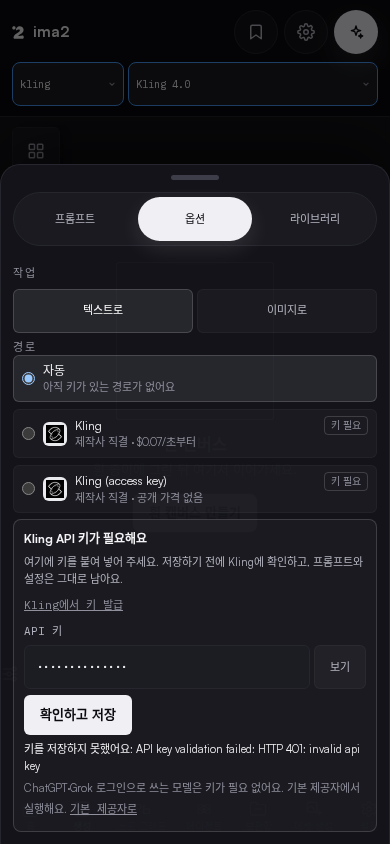 ima2
kling
Kling 4.0
프롬프트
옵션
라이브러리
작업
텍스트로
이미지로
경로
자동
아직 키가 있는 경로가 없어요
Kling
키 필요
제작사 직결 · $0.07/초부터
Kling (access key)
키 필요
제작사 직결 · 공개 가격 없음
Kling API 키가 필요해요
여기에 키를 붙여 넣어 주세요. 저장하기 전에 Kling에 확인하고, 프롬프트와
설정은 그대로 남아요.
Kling에서 키 발급
API 키
··············
보기
확인하고 저장
키를 저장하지 못했어요: API key validation failed: HTTP 401: invalid api
key
ChatGPT·Grok 로그인으로 쓰는 모델은 키가 필요 없어요. 기본 제공자에서
실행해요. 기본 제공자로